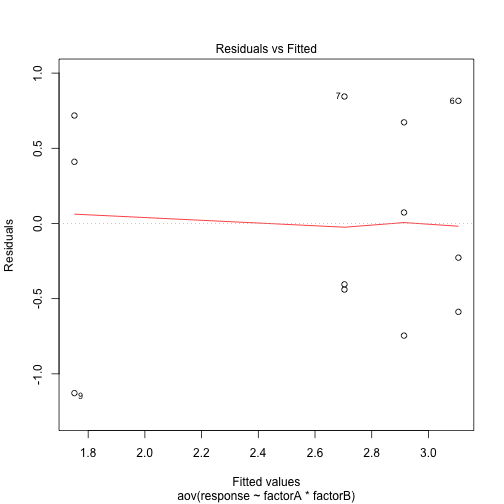 Residuals vs Fitted
1.0
0.5
0.0
-0.5
-1.0
Residuals
7
6
9
1.8 2.0 2.2 2.4 2.6 2.8 3.0
Fitted values
aov(response ~ factorA * factorB)